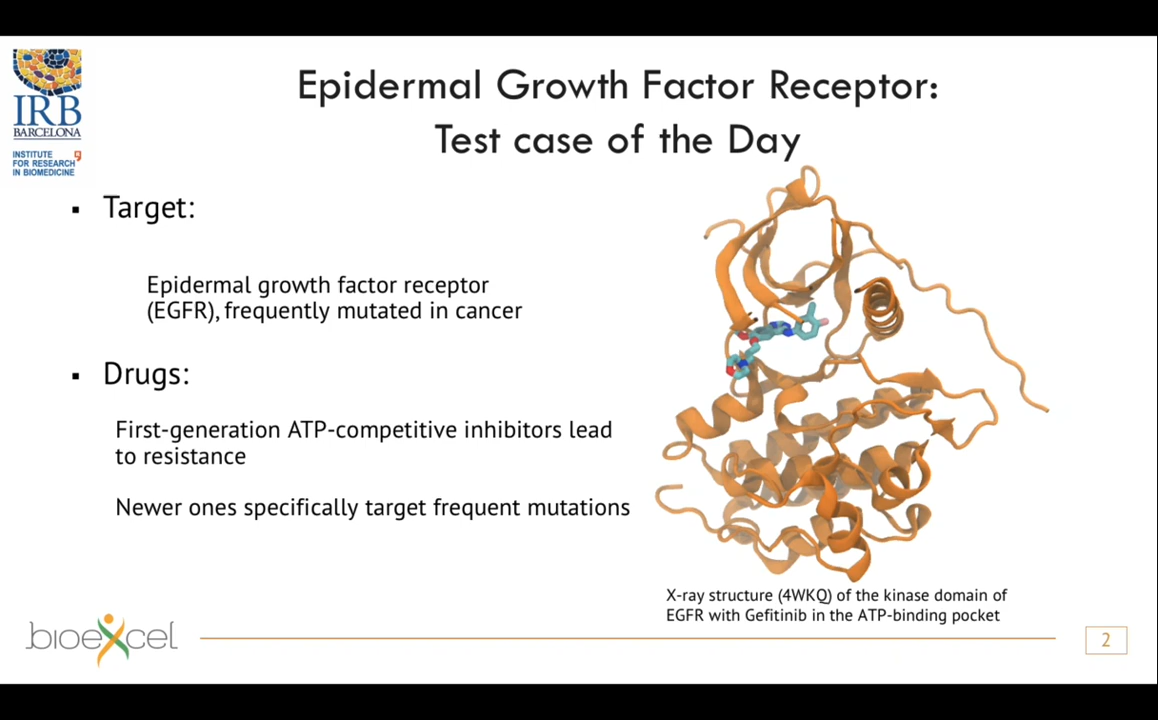 IRB
BARCELONA
INSTITUTE
FOR RESEARCH
IN BIOMEDICINE
Epidermal Growth Factor Receptor:
Test case of the Day
▪ Target:
Epidermal growth factor receptor
(EGFR), frequently mutated in cancer
▪ Drugs:
First-generation ATP-competitive inhibitors lead
to resistance
Newer ones specifically target frequent mutations
X-ray structure (4WKQ) of the kinase domain of
EGFR with Gefitinib in the ATP-binding pocket
bioexcel
2